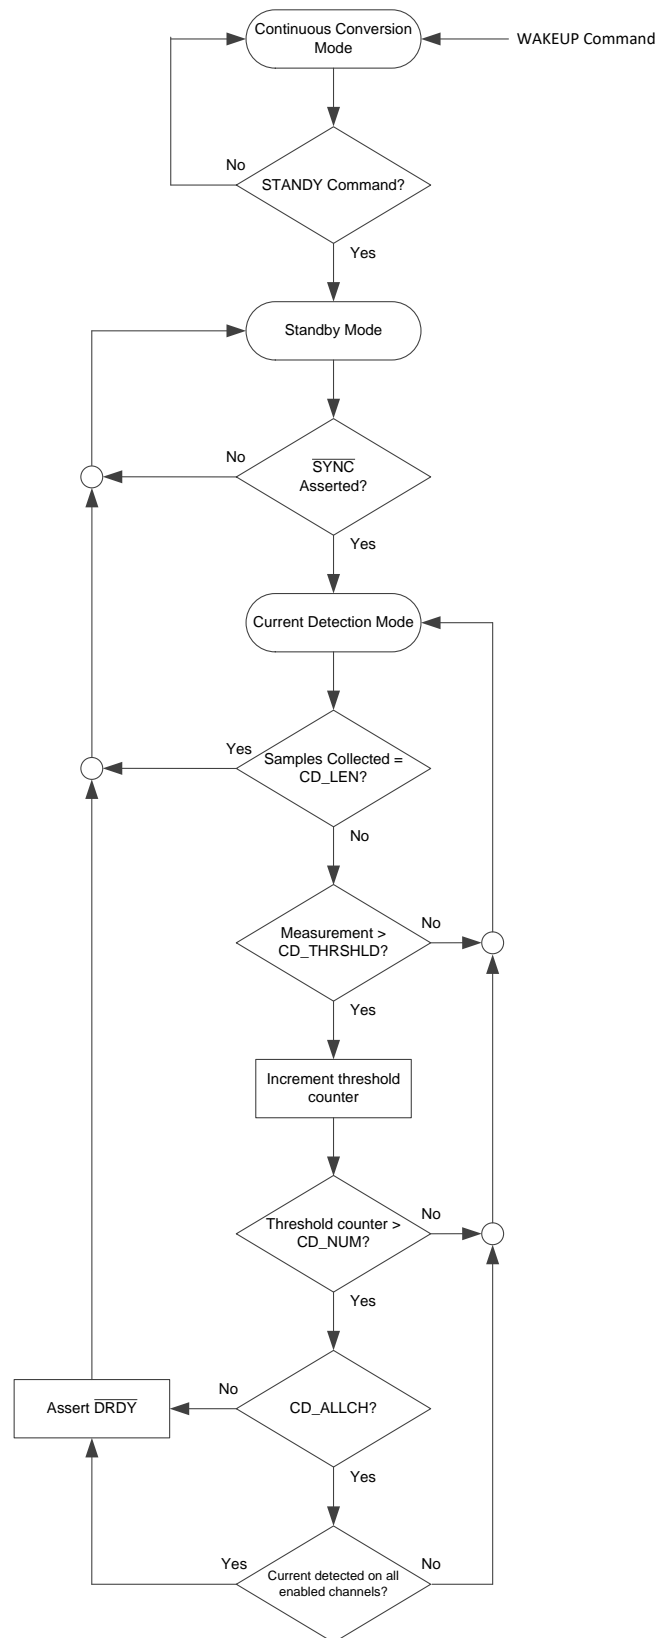 Continuous Conversion
Mode
WAKEUP Command
No
STANDY Command?
Yes
Standby Mode
No
SYNC
Asserted?
Yes
Current Detection Mode
Yes
Samples Collected =
CD_LEN?
No
Measurement >
CD_THRSHLD?
No
Yes
Increment threshold
counter
Threshold counter >
CD_NUM?
No
Yes
No
Assert DRDY
CD_ALLCH?
Yes
Yes
Current detected on all
enabled channels?
No